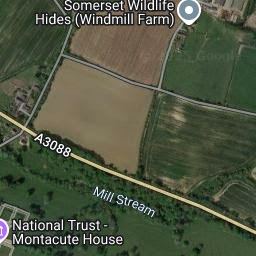 Somerset Wildlife
Hides (Windmill Farm)
A3088
Mill Stream
National Trust -
Montacute House